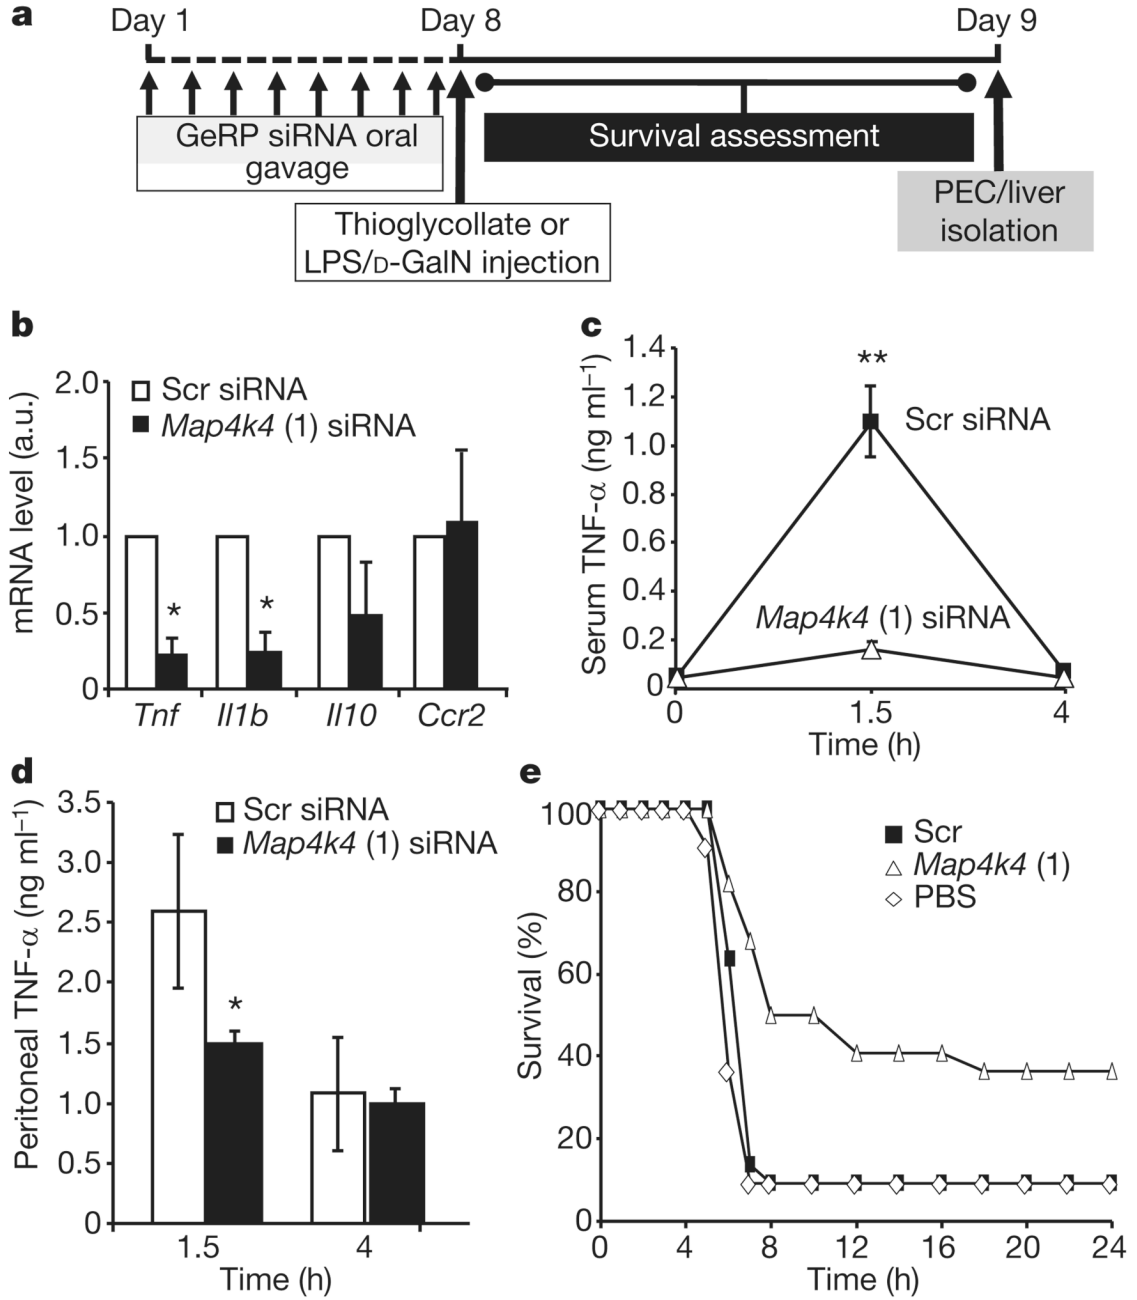 a
Day 1
Day 8
Day 9
GeRP siRNA oral
gavage
Survival assessment
PEC/liver
isolation
Thioglycollate or
LPS/D-GalN injection
b
mRNA level (a.u.)
2.0
1.5
1.0
0.5
0
Scr siRNA
Map4k4 (1) siRNA
*
*
Tnf
Il1b
Il10
Ccr2
c
Serum TNF-α (ng ml⁻¹)
1.4
1.2
1.0
0.8
0.6
0.4
0.2
0
**
Scr siRNA
Map4k4 (1) siRNA
0
1.5
4
Time (h)
d
Peritoneal TNF-α (ng ml⁻¹)
3.5
3.0
2.5
2.0
1.5
1.0
0.5
0
Scr siRNA
Map4k4 (1) siRNA
*
1.5
4
Time (h)
e
Survival (%)
100
80
60
40
20
0
Scr
Map4k4 (1)
PBS
0
4
8
12
16
20
24
Time (h)